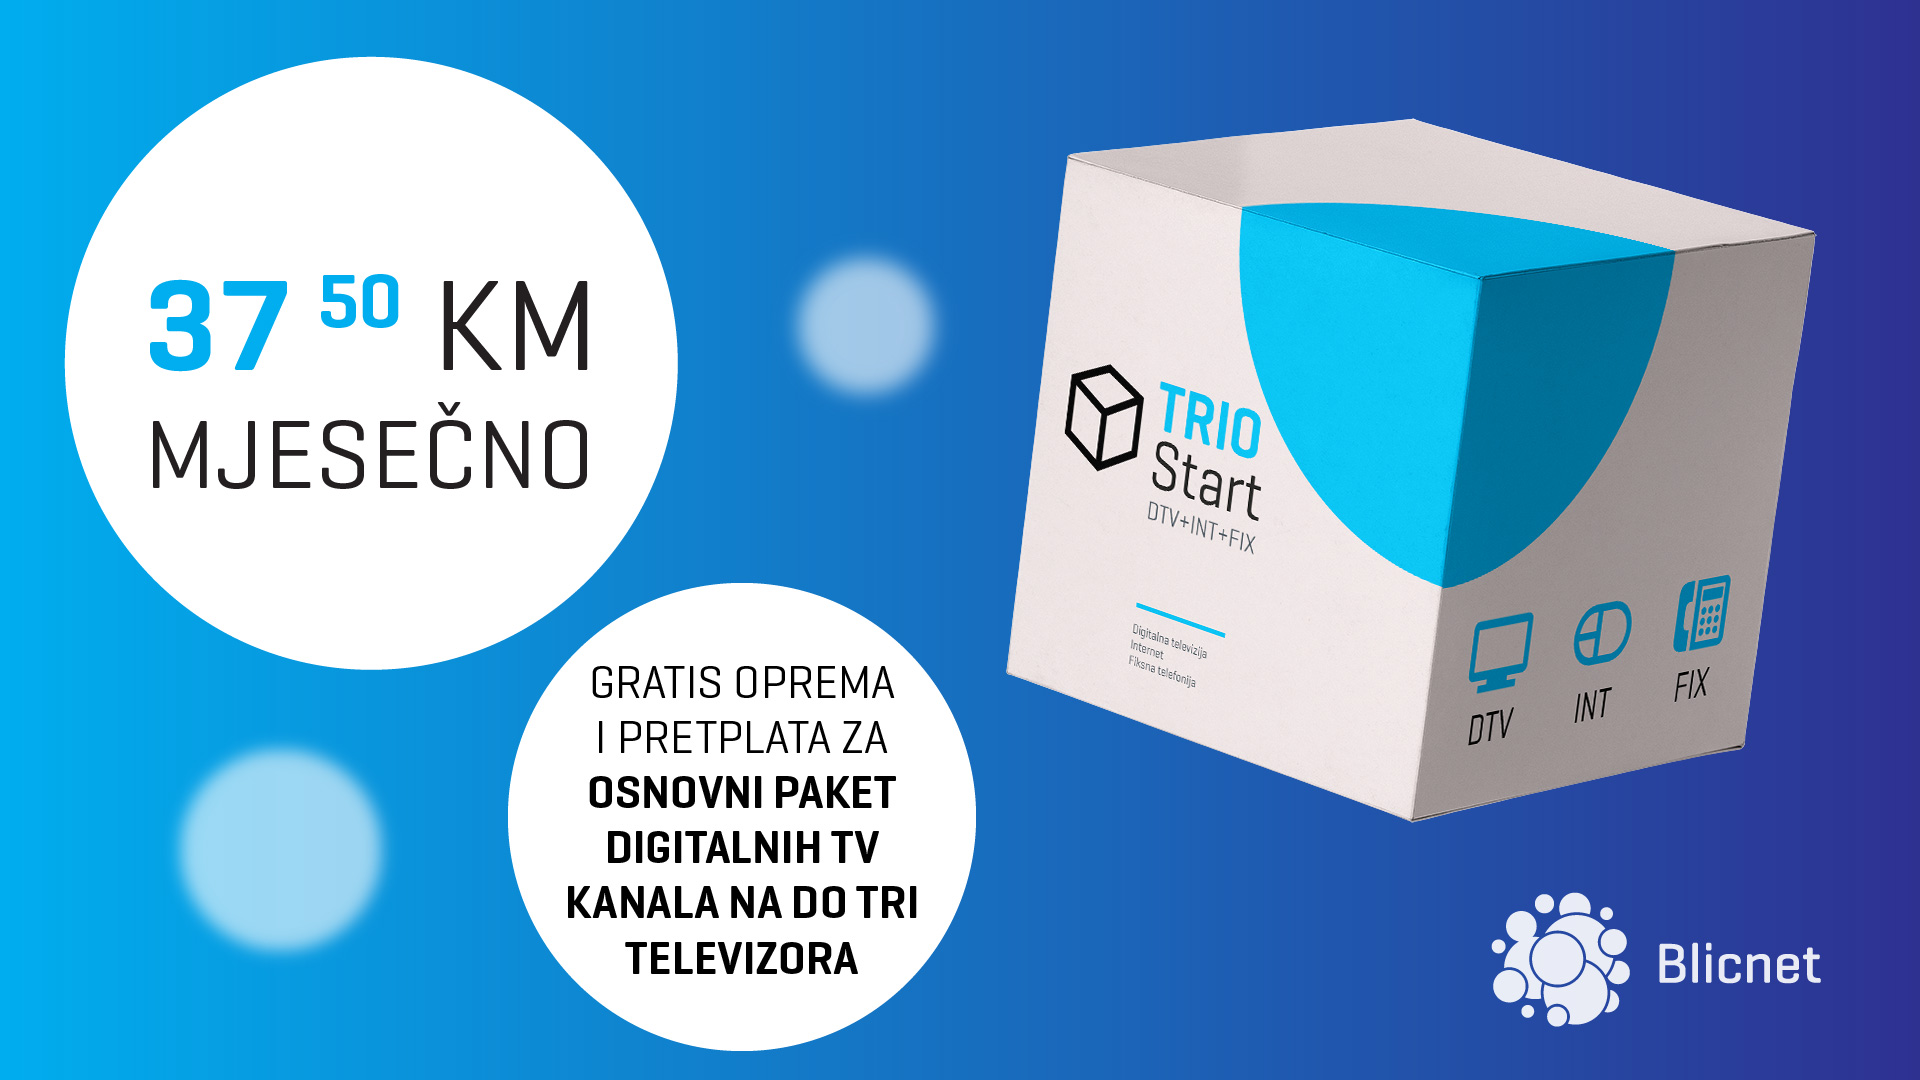 37 50 KM
MJESEČNO
GRATIS OPREMA
I PRETPLATA ZA
OSNOVNI PAKET
DIGITALNIH TV
KANALA NA DO TRI
TELEVIZORA
TRIO
Start
DTV+INT+FIX
Digitalna televizija
Internet
Fiksna telefonija
DTV
INT
FIX
Blicnet